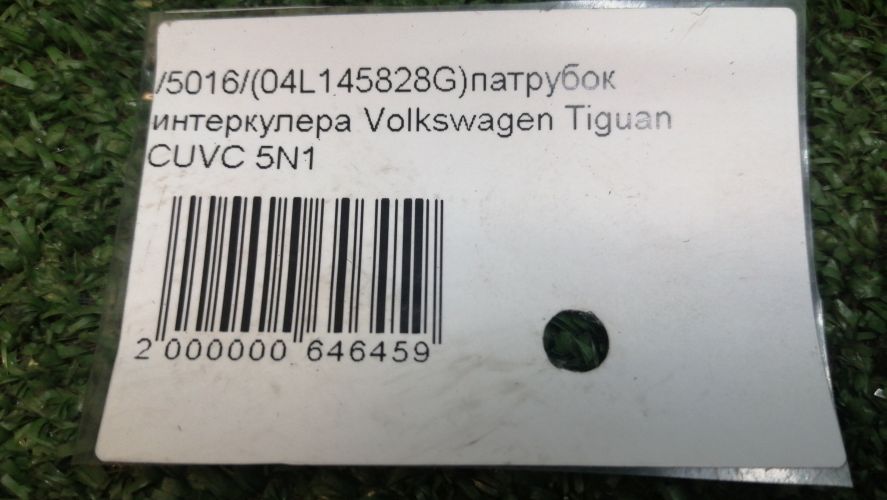 /5016/(04L145828G)патрубок
интеркулера Volkswagen Tiguan
CUVC 5N1
2 000000 646459